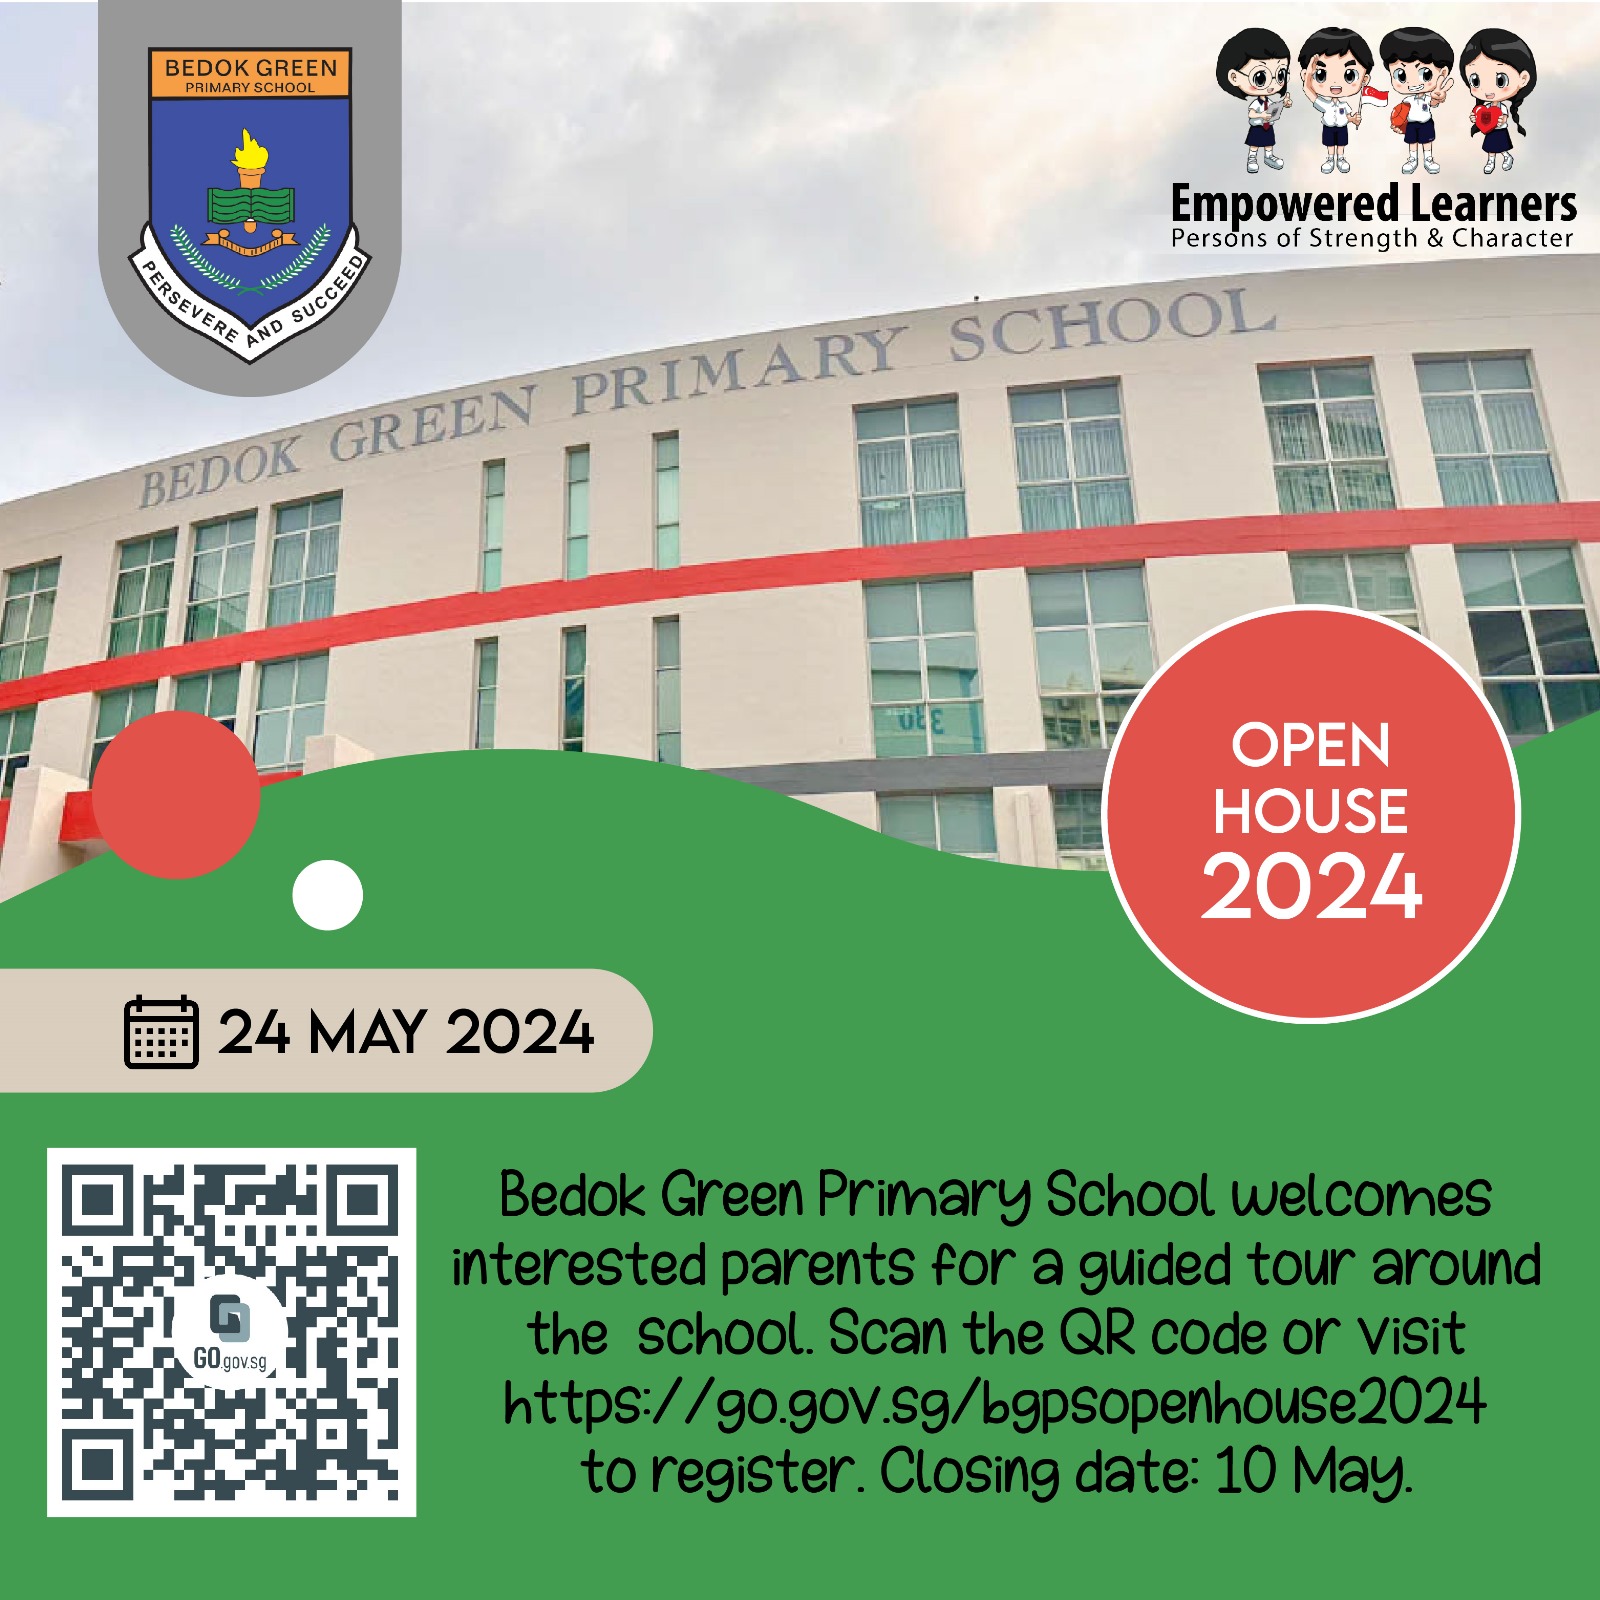 BEDOK GREEN
PRIMARY SCHOOL
PERSEVERE AND SUCCEED
Empowered Learners
Persons of Strength & Character
BEDOK GREEN PRIMARY SCHOOL
330
OPEN
HOUSE
2024
24 MAY 2024
GO.gov.sg
Bedok Green Primary School welcomes
interested parents for a guided tour around
the school. Scan the QR code or visit
https://go.gov.sg/bgpsopenhouse2024
to register. Closing date: 10 May.